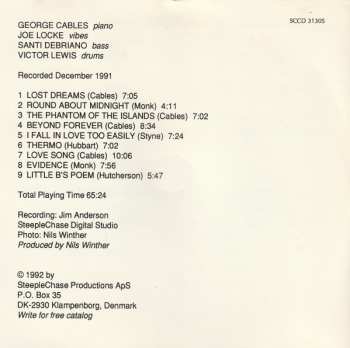 GEORGE CABLES piano
SCCD 31305
JOE LOCKE vibes
SANTI DEBRIANO bass
VICTOR LEWIS drums
Recorded December 1991
1 LOST DREAMS (Cables) 7:05
2 ROUND ABOUT MIDNIGHT (Monk) 4:11
3 THE PHANTOM OF THE ISLANDS (Cables) 7:02
4 BEYOND FOREVER (Cables) 8:34
5 I FALL IN LOVE TOO EASILY (Styne) 7:24
6 THERMO (Hubbart) 7:02
7 LOVE SONG (Cables) 10:06
8 EVIDENCE (Monk) 7:56
9 LITTLE B'S POEM (Hutcherson) 5:47
Total Playing Time 65:24
Recording: Jim Anderson
SteepleChase Digital Studio
Photo: Nils Winther
Produced by Nils Winther
© 1992 by
SteepleChase Productions ApS
P.O. Box 35
DK-2930 Klampenborg, Denmark
Write for free catalog